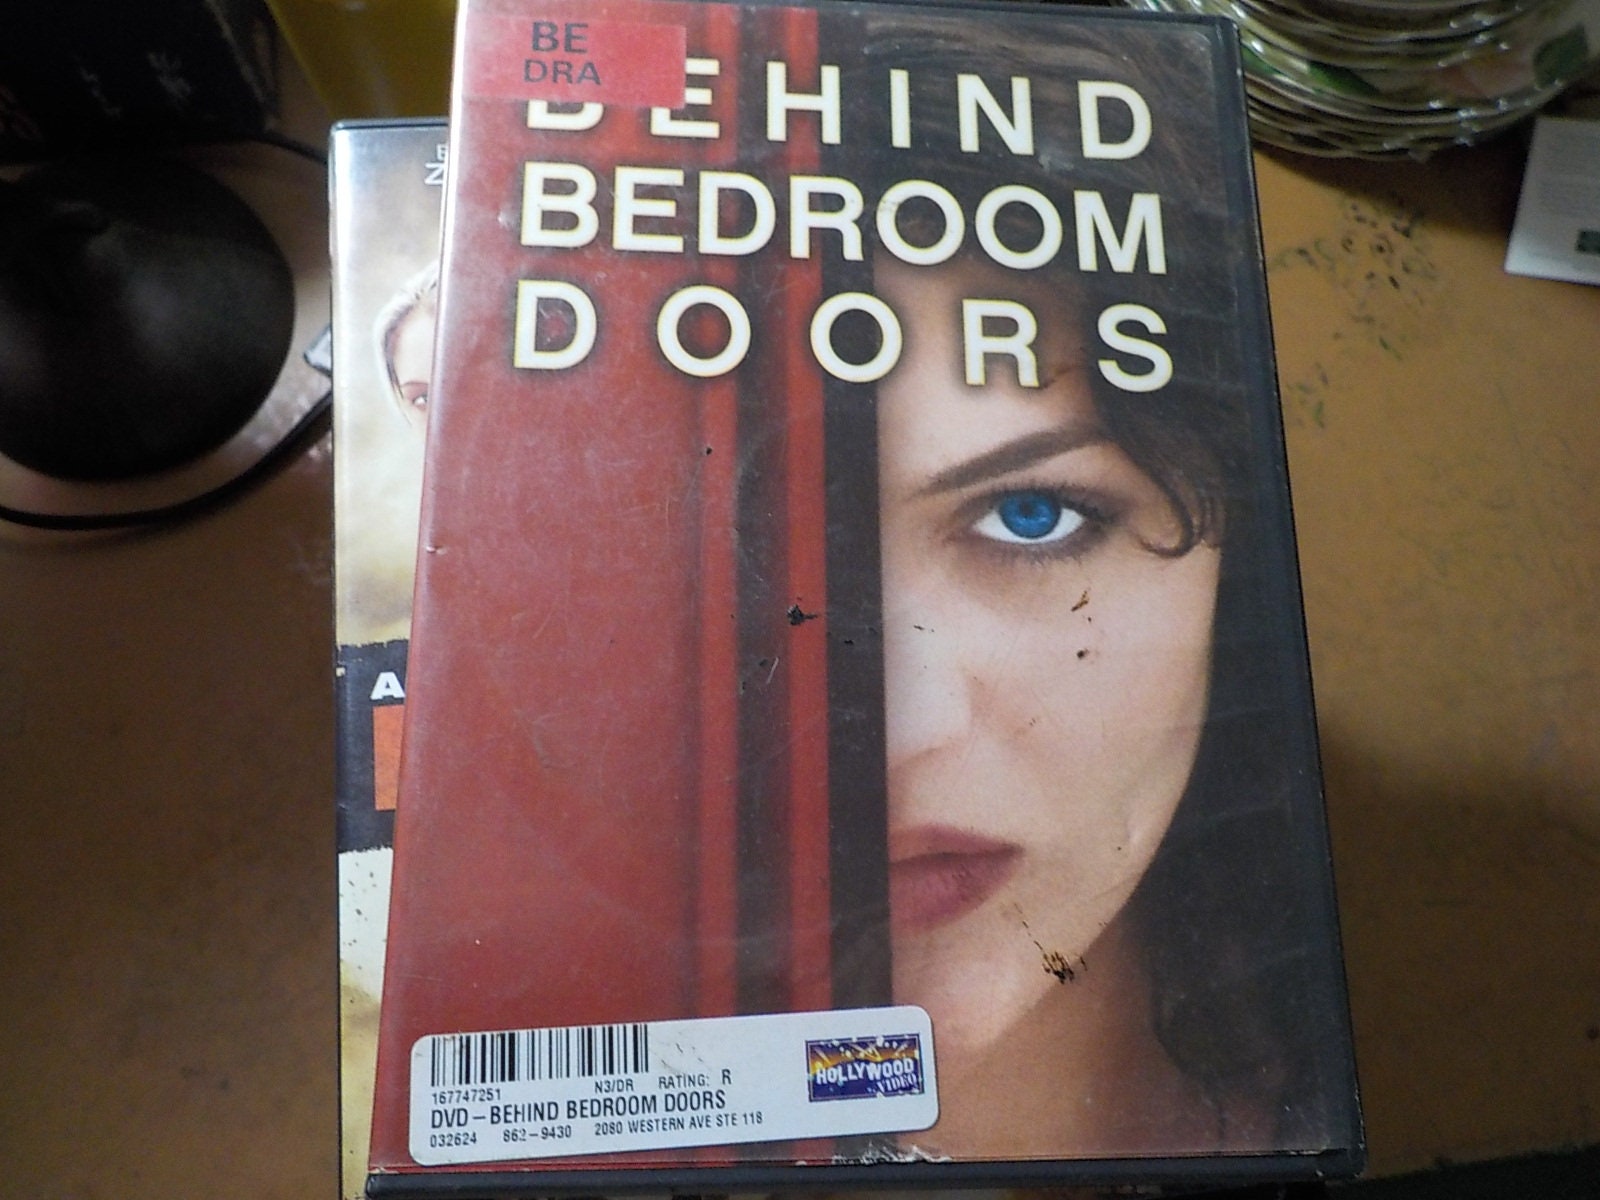 BE
DRA
BEHIND
BEDROOM
DOORS
A
167747251
N3/DR RATING: R
DVD-BEHIND BEDROOM DOORS
032624 862-9430 2080 WESTERN AVE STE 118
HOLLYWOOD
VIDEO